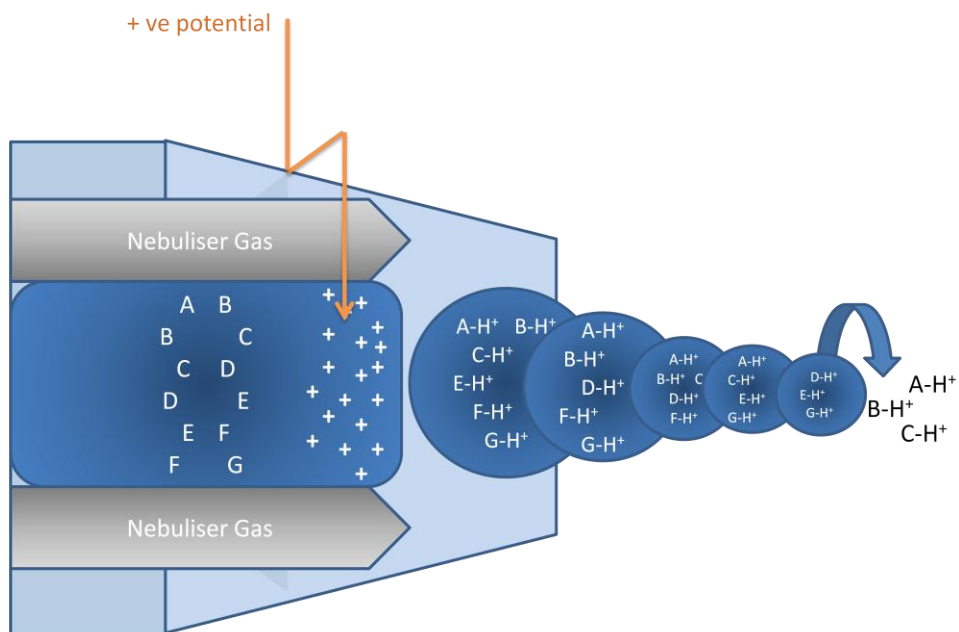 + ve potential
Nebuliser Gas
A B
B C
C D
D E
E F
F G
+ + + + + + + + + + + + + + + + + + +
A-H⁺ B-H⁺
C-H⁺
E-H⁺
F-H⁺
G-H⁺
A-H⁺
B-H⁺
D-H⁺
F-H⁺
G-H⁺
A-H⁺
B-H⁺ C
D-H⁺
F-H⁺
A-H⁺
C-H⁺
E-H⁺
G-H⁺
D-H⁺
E-H⁺
G-H⁺
A-H⁺
B-H⁺
C-H⁺
Nebuliser Gas